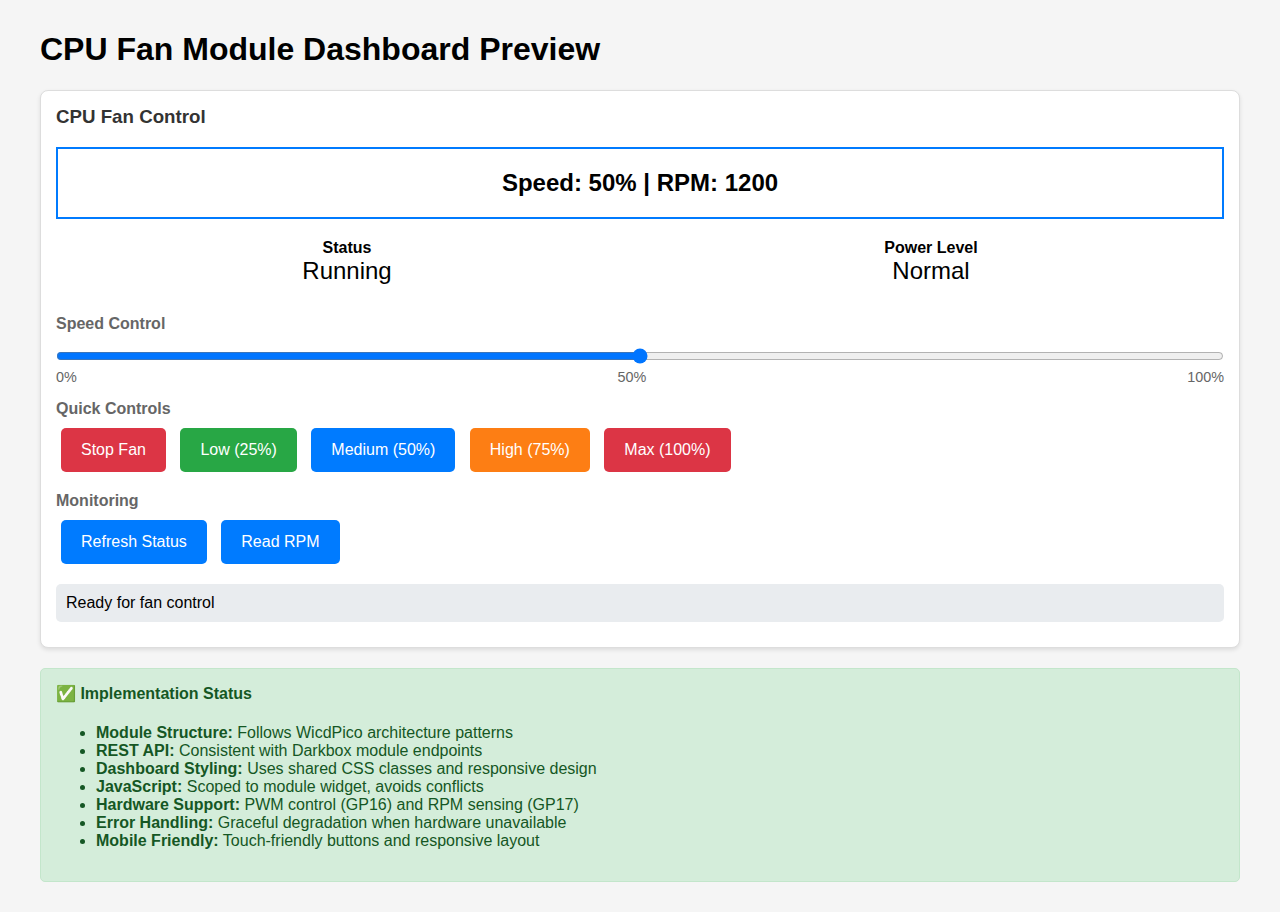 CPU Fan Module Dashboard Preview
CPU Fan Control
Speed: 50% | RPM: 1200
Status
Running
Power Level
Normal
Speed Control
0% 50% 100%
Quick Controls
Stop Fan Low (25%) Medium (50%) High (75%) Max (100%)
Monitoring
Refresh Status Read RPM
Ready for fan control
✅ Implementation Status
• Module Structure: Follows WicdPico architecture patterns
• REST API: Consistent with Darkbox module endpoints
• Dashboard Styling: Uses shared CSS classes and responsive design
• JavaScript: Scoped to module widget, avoids conflicts
• Hardware Support: PWM control (GP16) and RPM sensing (GP17)
• Error Handling: Graceful degradation when hardware unavailable
• Mobile Friendly: Touch-friendly buttons and responsive layout